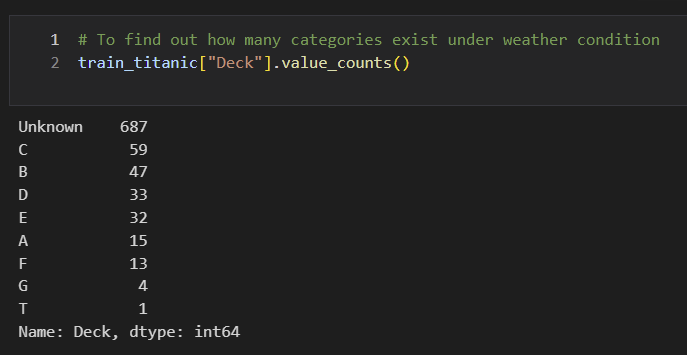 1 # To find out how many categories exist under weather condition
2 train_titanic["Deck"].value_counts()
Unknown 687
C 59
B 47
D 33
E 32
A 15
F 13
G 4
T 1
Name: Deck, dtype: int64